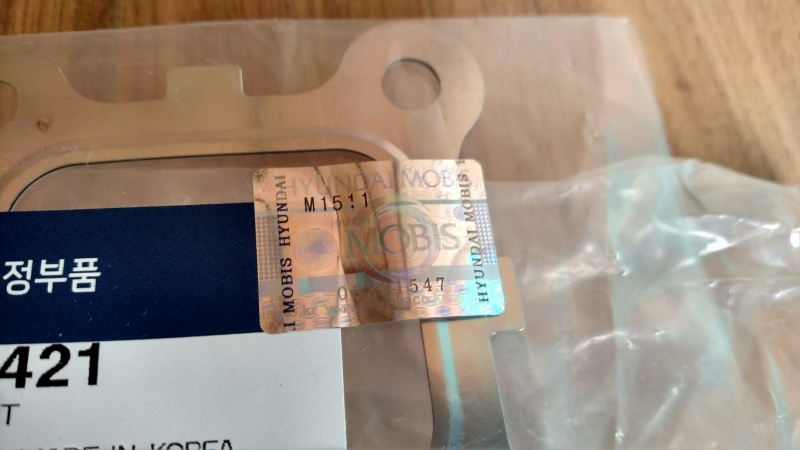 HYUNDAI MOBIS
M1511
MOBIS
1547
MOBIS HYUNDAI
HYUNDAI MOBIS
정부품
421
T
MADE IN KOREA